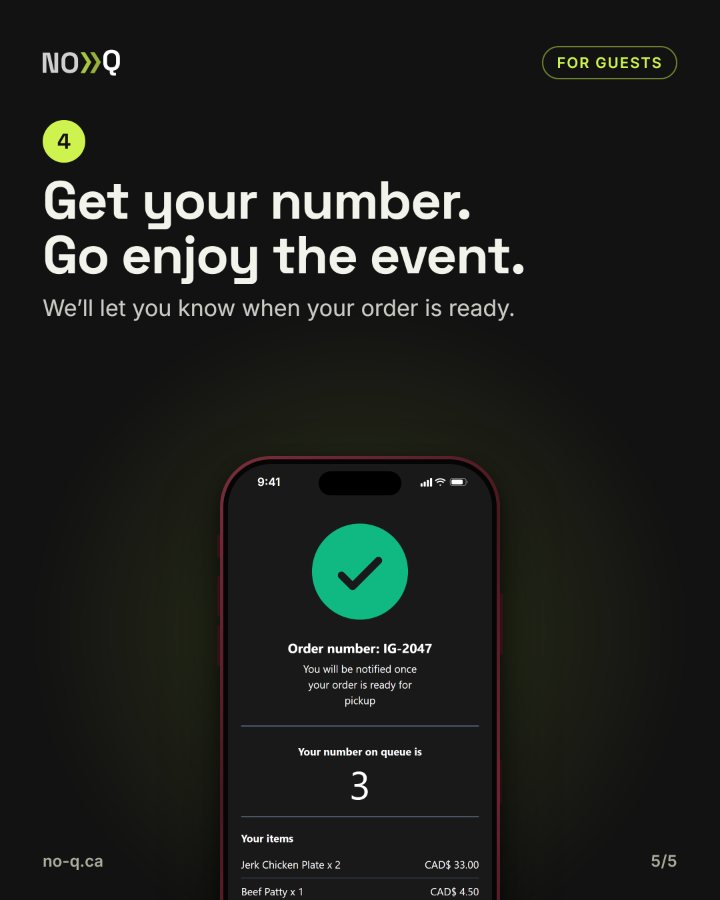 NO»Q
FOR GUESTS
4
Get your number.
Go enjoy the event.
We’ll let you know when your order is ready.
9:41
Order number: IG-2047
You will be notified once
your order is ready for
pickup
Your number on queue is
3
Your items
Jerk Chicken Plate x 2 CAD$ 33.00
Beef Patty x 1 CAD$ 4.50
no-q.ca
5/5